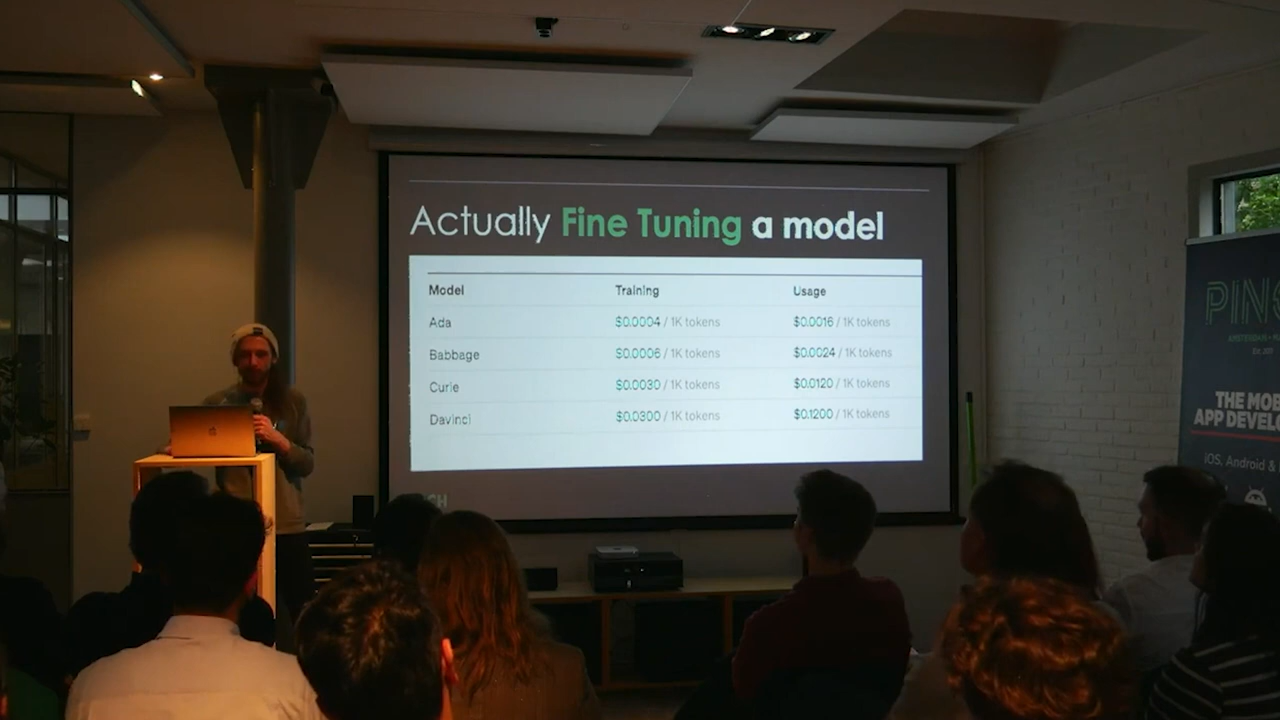 Actually Fine Tuning a model
Model Training Usage
Ada $0.0004 / 1K tokens $0.0016 / 1K tokens
Babbage $0.0006 / 1K tokens $0.0024 / 1K tokens
Curie $0.0030 / 1K tokens $0.0120 / 1K tokens
Davinci $0.0300 / 1K tokens $0.1200 / 1K tokens
THE MOB
APP DEVELO
iOS, Android &